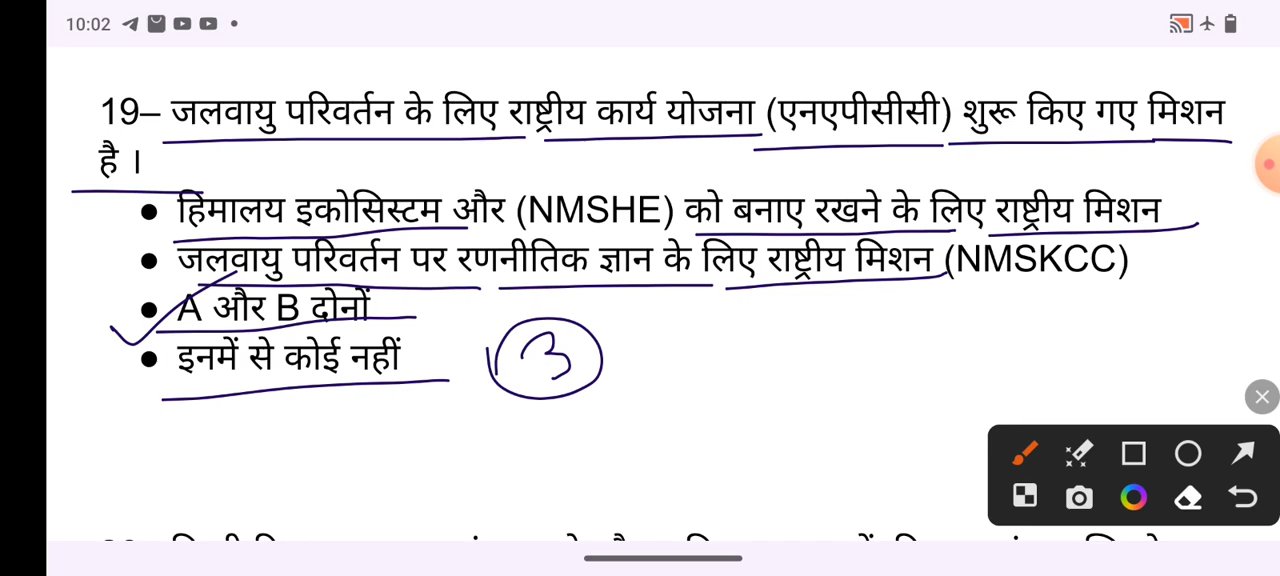 10:02
19– जलवायु परिवर्तन के लिए राष्ट्रीय कार्य योजना (एनएपीसीसी) शुरू किए गए मिशन
है ।
● हिमालय इकोसिस्टम और (NMSHE) को बनाए रखने के लिए राष्ट्रीय मिशन
● जलवायु परिवर्तन पर रणनीतिक ज्ञान के लिए राष्ट्रीय मिशन (NMSKCC)
● A और B दोनों
● इनमें से कोई नहीं
3